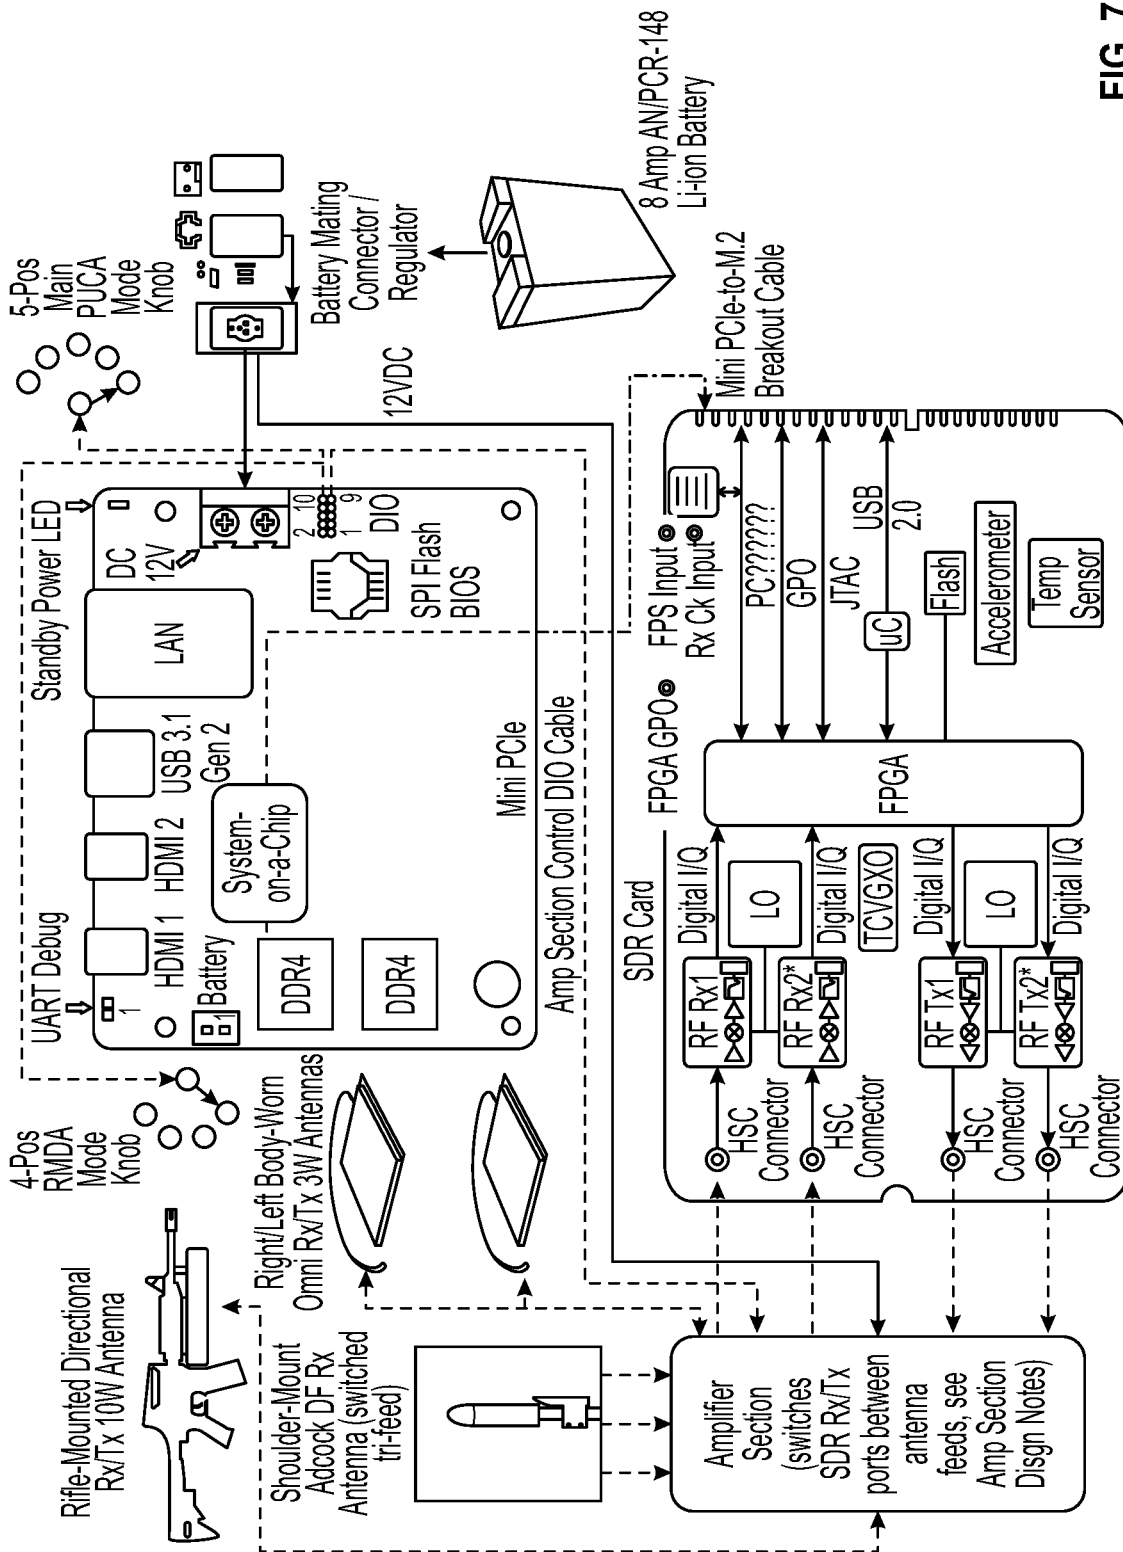 Rifle-Mounted Directional
Rx/Tx 10W Antenna
4-Pos
RMDA
Mode
Knob
UART Debug
Standby Power LED
5-Pos
Main
PUCA
Mode
Knob
1
HDMI 1
HDMI 2
USB 3.1
Gen 2
LAN
DC
12V
1
Battery
System-
on-a-Chip
DDR4
DDR4
SPI Flash
BIOS
2 10
1 9
DIO
Mini PCIe
Amp Section Control DIO Cable
12VDC
Battery Mating
Connector /
Regulator
8 Amp AN/PCR-148
Li-ion Battery
Right/Left Body-Worn
Omni Rx/Tx 3W Antennas
Shoulder-Mount
Adcock DF Rx
Antenna (switched
tri-feed)
Amplifier
Section
(switches
SDR Rx/Tx
ports between
antenna
feeds, see
Amp Section
Disgn Notes)
SDR Card
FPGA GPO
FPS Input
Rx Ck Input
Mini PCIe-to-M.2
Breakout Cable
HSC
Connector
RF Rx1
Digital I/Q
LO
HSC
Connector
RF Rx2*
Digital I/Q
TCVGXO
HSC
Connector
RF Tx1
Digital I/Q
LO
HSC
Connector
RF Tx2*
Digital I/Q
FPGA
PC??????
GPO
JTAC
uC
USB
2.0
Flash
Accelerometer
Temp
Sensor
FIG. 7